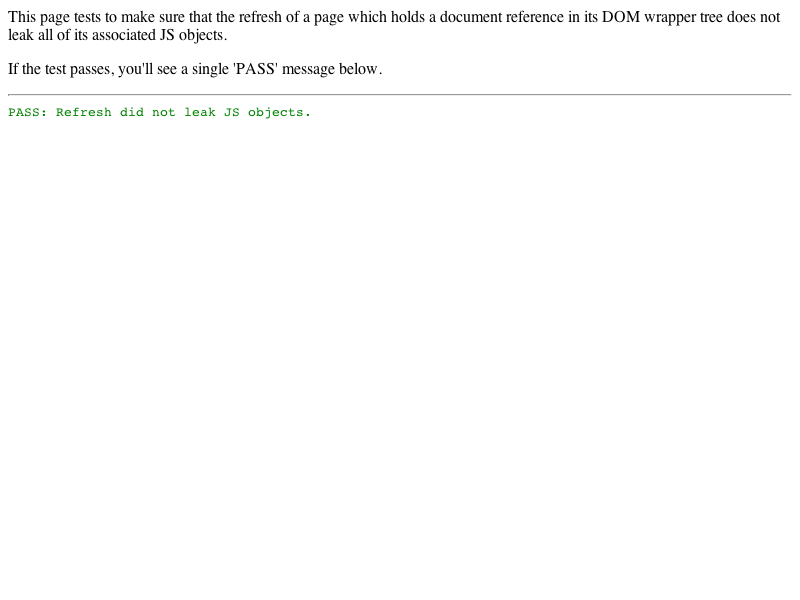 This page tests to make sure that the refresh of a page which holds a document reference in its DOM wrapper tree does not
leak all of its associated JS objects.
If the test passes, you'll see a single 'PASS' message below.
PASS: Refresh did not leak JS objects.